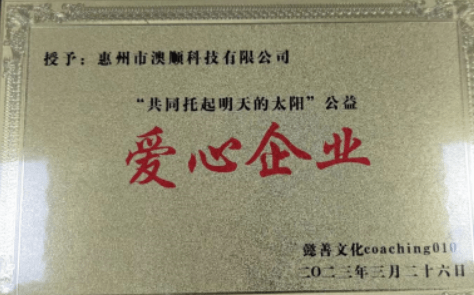 授予：惠州市澳顺科技有限公司
“共同托起明天的太阳”公益
爱心企业
懿善文化coaching010
二〇二三年三月二十六日